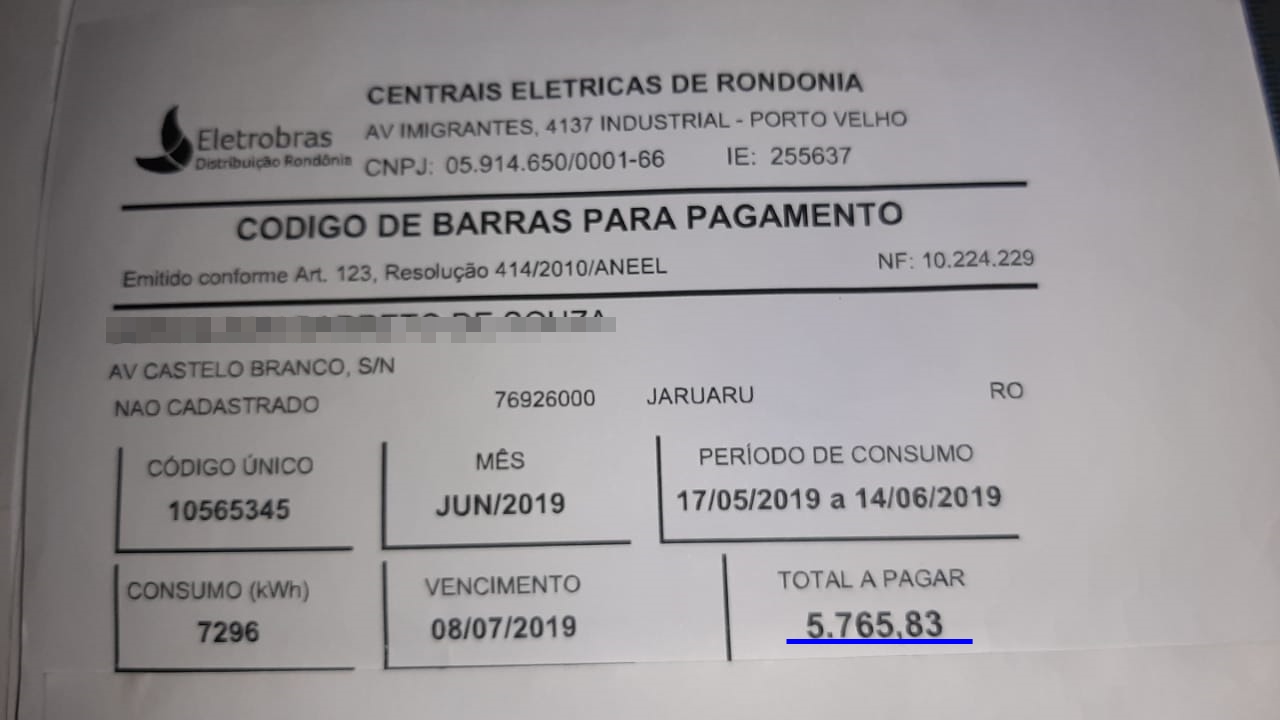 Eletrobras
Distribuição Rondônia
CENTRAIS ELETRICAS DE RONDONIA
AV IMIGRANTES, 4137 INDUSTRIAL - PORTO VELHO
CNPJ: 05.914.650/0001-66 IE: 255637
CODIGO DE BARRAS PARA PAGAMENTO
Emitido conforme Art. 123, Resolução 414/2010/ANEEL NF: 10.224.229
AV CASTELO BRANCO, S/N
NAO CADASTRADO 76926000 JARUARU RO
CÓDIGO ÚNICO MÊS PERÍODO DE CONSUMO
10565345 JUN/2019 17/05/2019 a 14/06/2019
CONSUMO (kWh) VENCIMENTO TOTAL A PAGAR
7296 08/07/2019 5.765,83